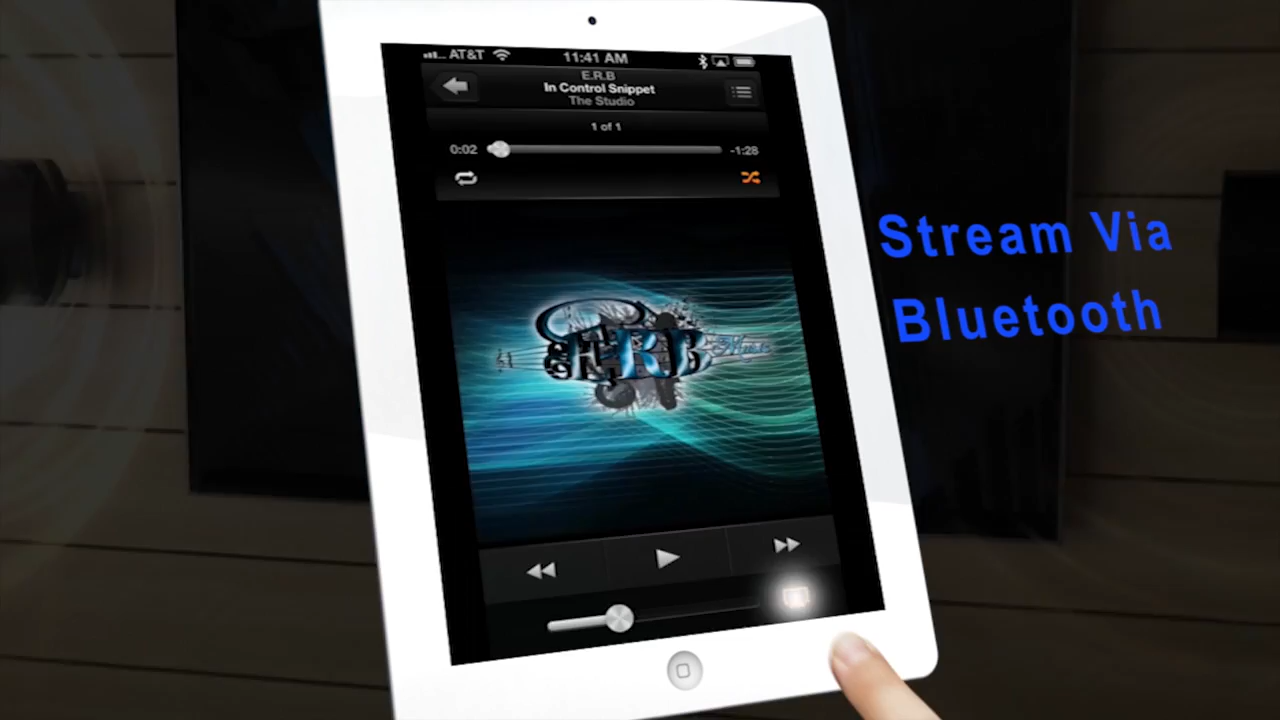 AT&T 11:41 AM
E.R.B
In Control Snippet
The Studio
1 of 1
0:02 -1:28
ERB Music
Stream Via
Bluetooth